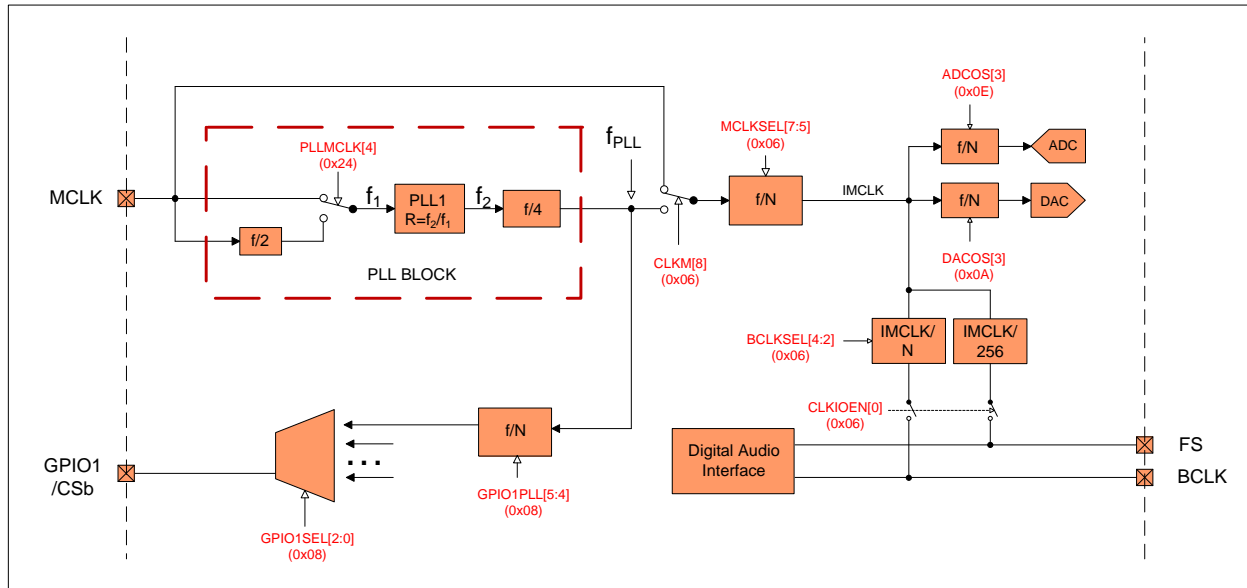 ADCOS[3]
(0x0E)
MCLKSEL[7:5]
(0x06)
fPLL
PLLMCLK[4]
(0x24)
f/N
ADC
MCLK
f1
PLL1
R=f2/f1
f2
f/4
f/N
IMCLK
f/N
DAC
f/2
PLL BLOCK
CLKM[8]
(0x06)
DACOS[3]
(0x0A)
BCLKSEL[4:2]
(0x06)
IMCLK/
N
IMCLK/
256
CLKIOEN[0]
(0x06)
f/N
Digital Audio
Interface
FS
BCLK
GPIO1
/CSb
...
GPIO1PLL[5:4]
(0x08)
GPIO1SEL[2:0]
(0x08)